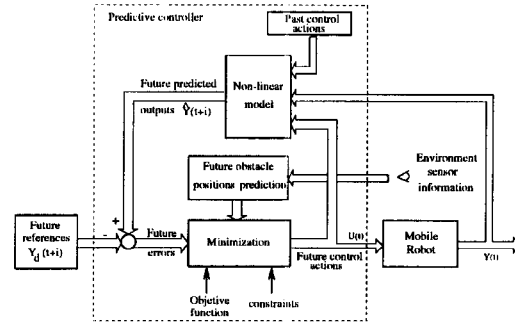 Predictive controller
Past control
actions
Future predicted
outputs Ŷ(t+i)
Non-linear
model
Future obstacle
positions prediction
Environment
sensor
information
Future
references
Y_d (t+i)
-
+
Future
errors
Minimization
U(t)
Future control
actions
Mobile
Robot
Y(t)
Objetive
function
constraints